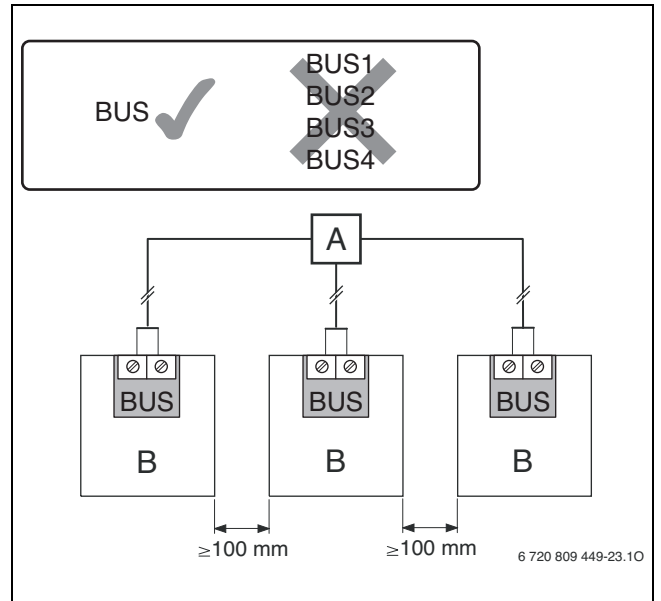 BUS
BUS1
BUS2
BUS3
BUS4
A
BUS BUS BUS
B B B
≥100 mm ≥100 mm
6 720 809 449-23.1O